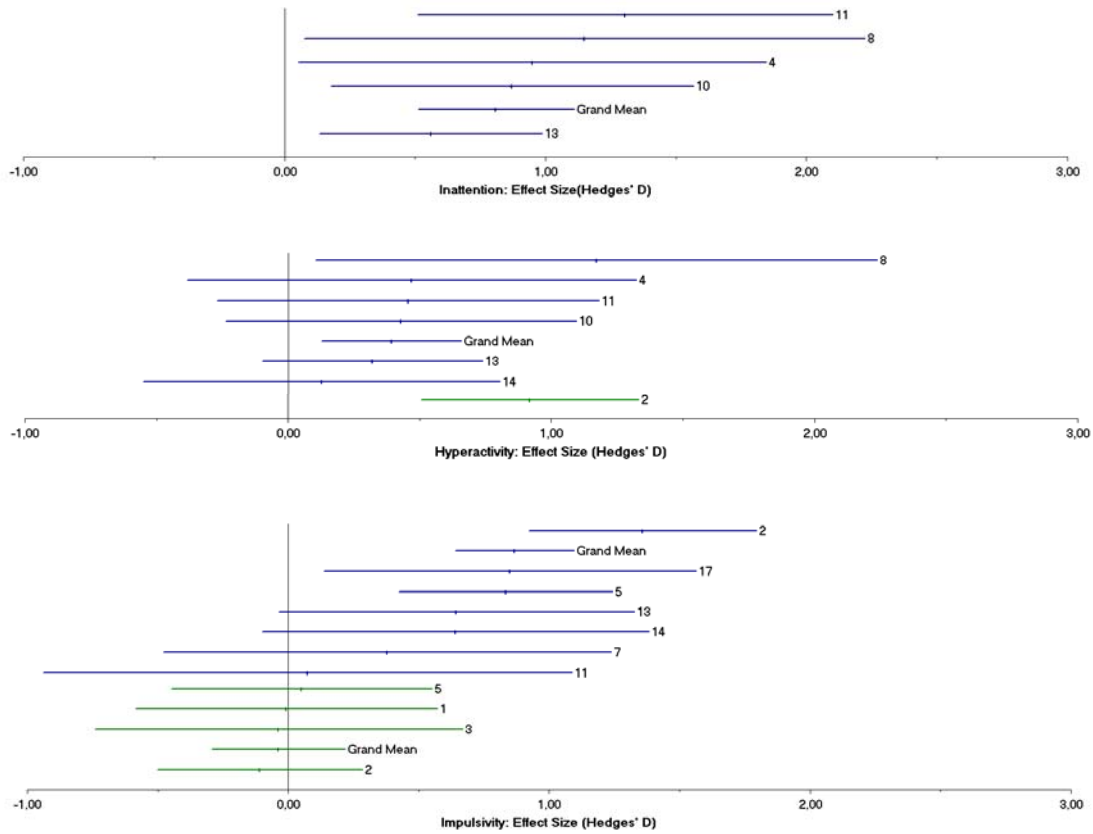 11
8
4
10
Grand Mean
13
-1,00 0,00 1,00 2,00 3,00
Inattention: Effect Size(Hedges' D)
8
4
11
10
Grand Mean
13
14
2
-1,00 0,00 1,00 2,00 3,00
Hyperactivity: Effect Size (Hedges' D)
2
Grand Mean
17
5
13
14
7
11
5
1
3
Grand Mean
2
-1,00 0,00 1,00 2,00 3,00
Impulsivity: Effect Size (Hedges' D)